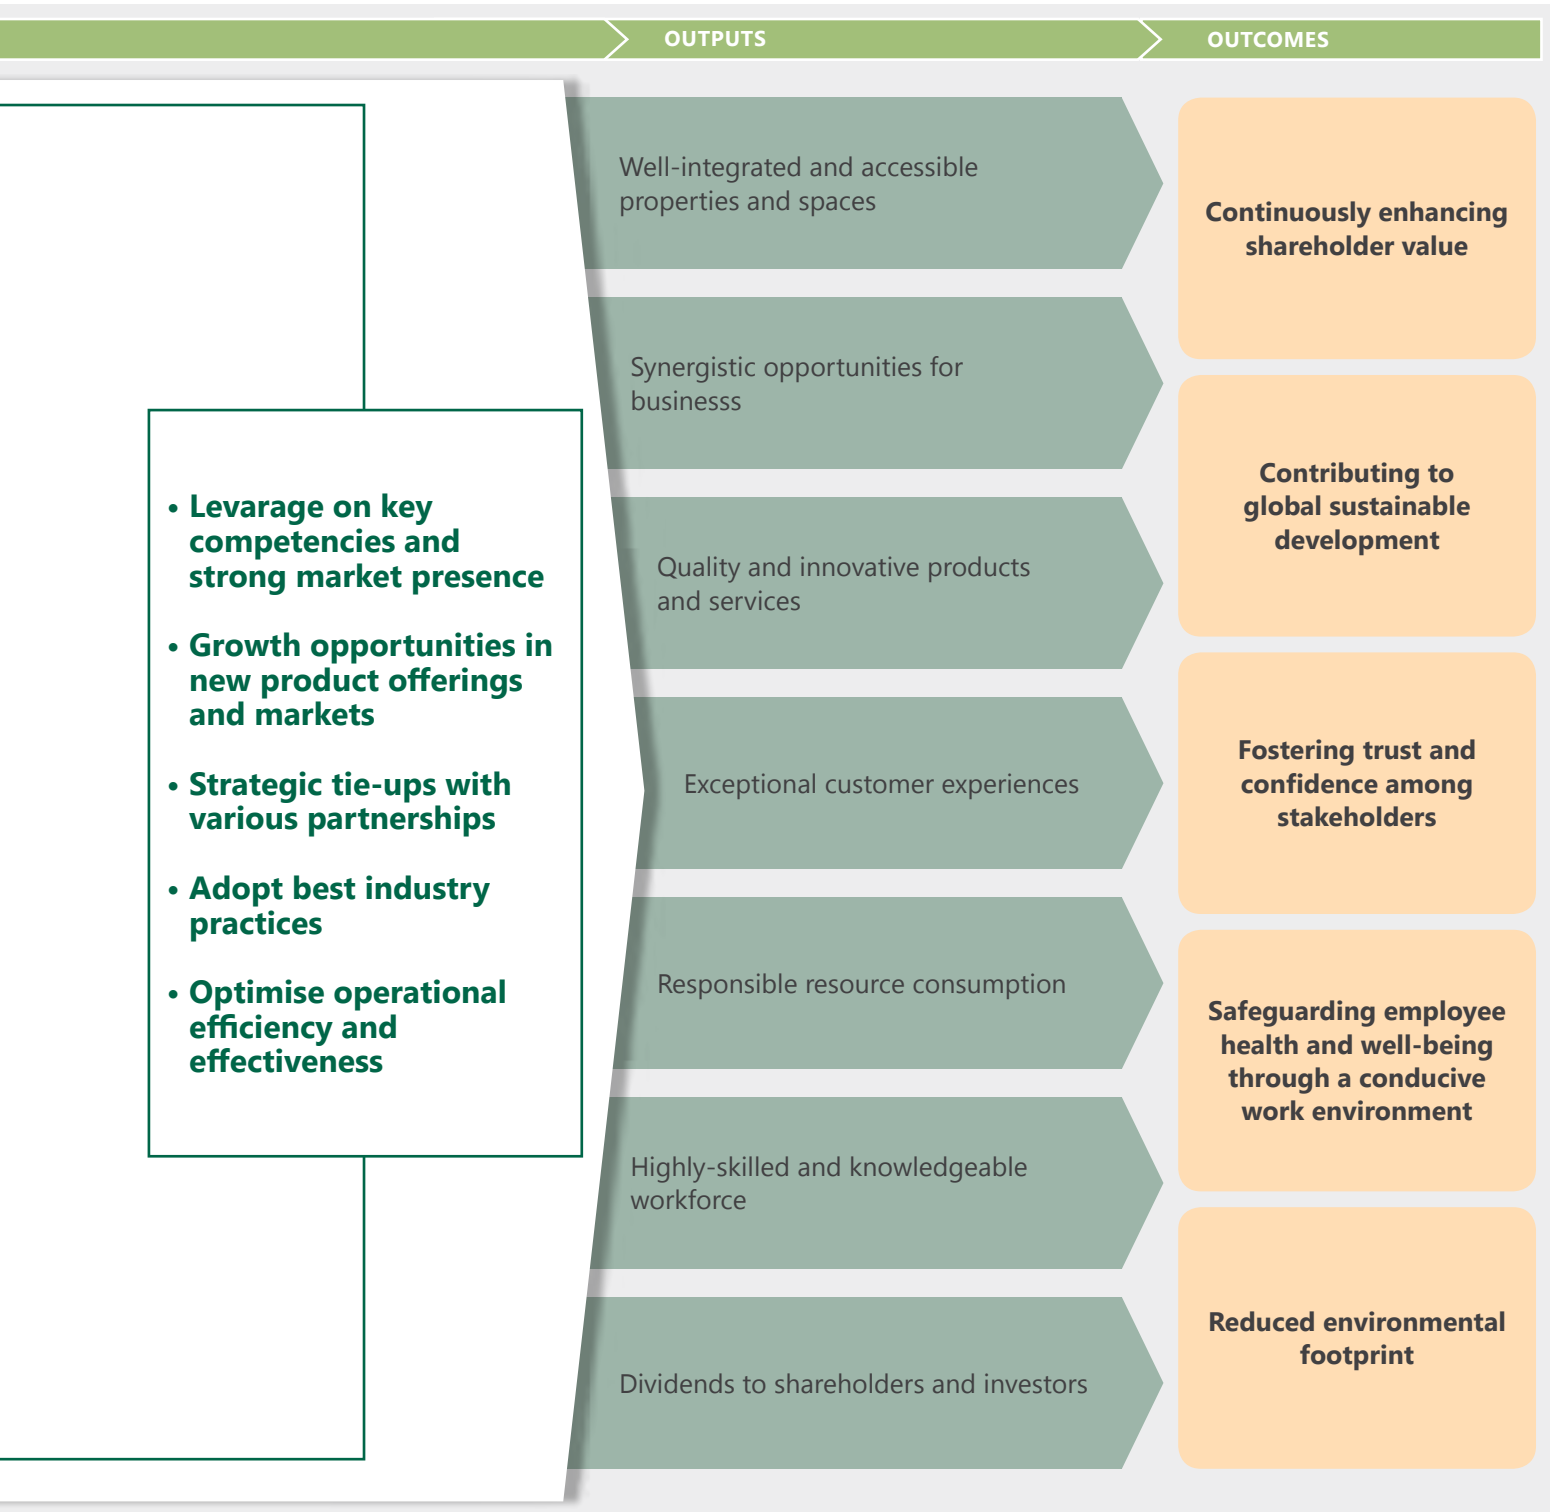 OUTPUTS
OUTCOMES
• Levarage on key
competencies and
strong market presence
• Growth opportunities in
new product offerings
and markets
• Strategic tie-ups with
various partnerships
• Adopt best industry
practices
• Optimise operational
efficiency and
effectiveness
Well-integrated and accessible
properties and spaces
Synergistic opportunities for
businesss
Quality and innovative products
and services
Exceptional customer experiences
Responsible resource consumption
Highly-skilled and knowledgeable
workforce
Dividends to shareholders and investors
Continuously enhancing
shareholder value
Contributing to
global sustainable
development
Fostering trust and
confidence among
stakeholders
Safeguarding employee
health and well-being
through a conducive
work environment
Reduced environmental
footprint